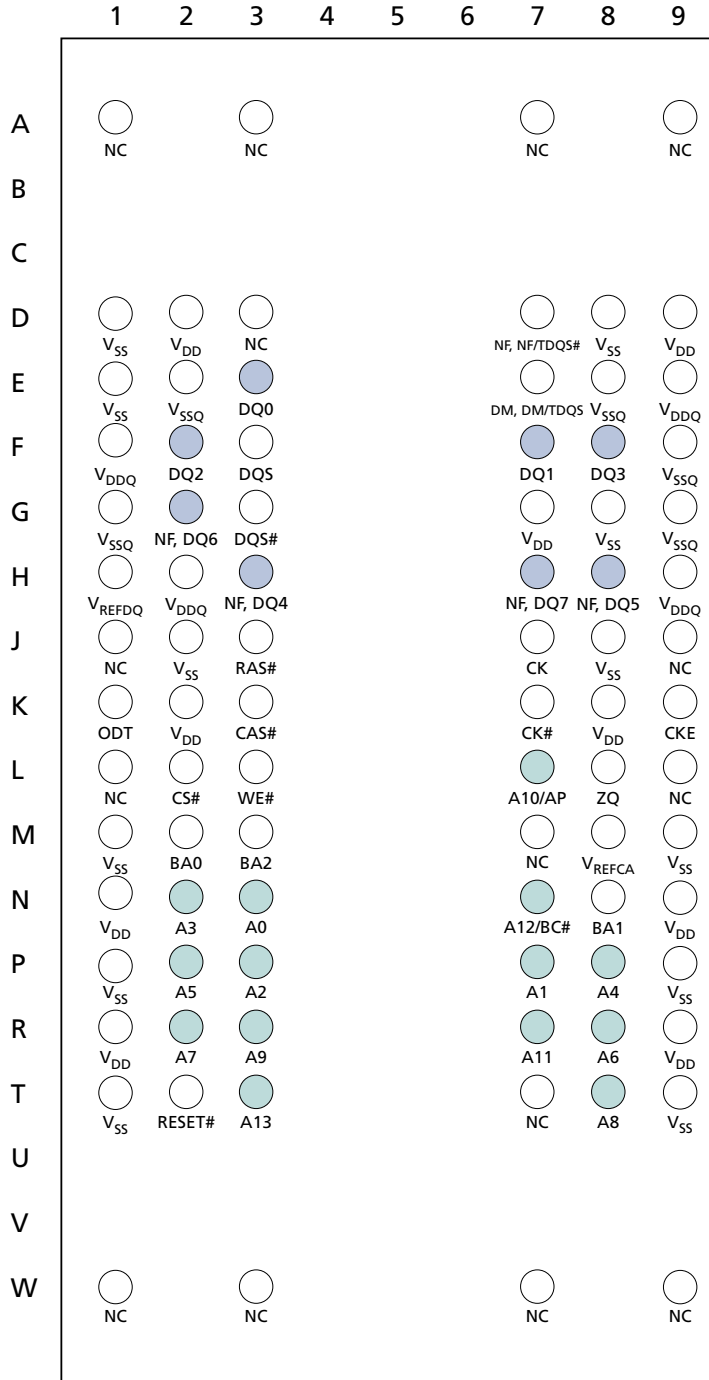 1 2 3 4 5 6 7 8 9
A
NC NC NC NC
B
C
D
VSS VDD NC NF, NF/TDQS# VSS VDD
E
VSS VSSQ DQ0 DM, DM/TDQS VSSQ VDDQ
F
VDDQ DQ2 DQS DQ1 DQ3 VSSQ
G
VSSQ NF, DQ6 DQS# VDD VSS VSSQ
H
VREFDQ VDDQ NF, DQ4 NF, DQ7 NF, DQ5 VDDQ
J
NC VSS RAS# CK VSS NC
K
ODT VDD CAS# CK# VDD CKE
L
NC CS# WE# A10/AP ZQ NC
M
VSS BA0 BA2 NC VREFCA VSS
N
VDD A3 A0 A12/BC# BA1 VDD
P
VSS A5 A2 A1 A4 VSS
R
VDD A7 A9 A11 A6 VDD
T
VSS RESET# A13 NC A8 VSS
U
V
W
NC NC NC NC